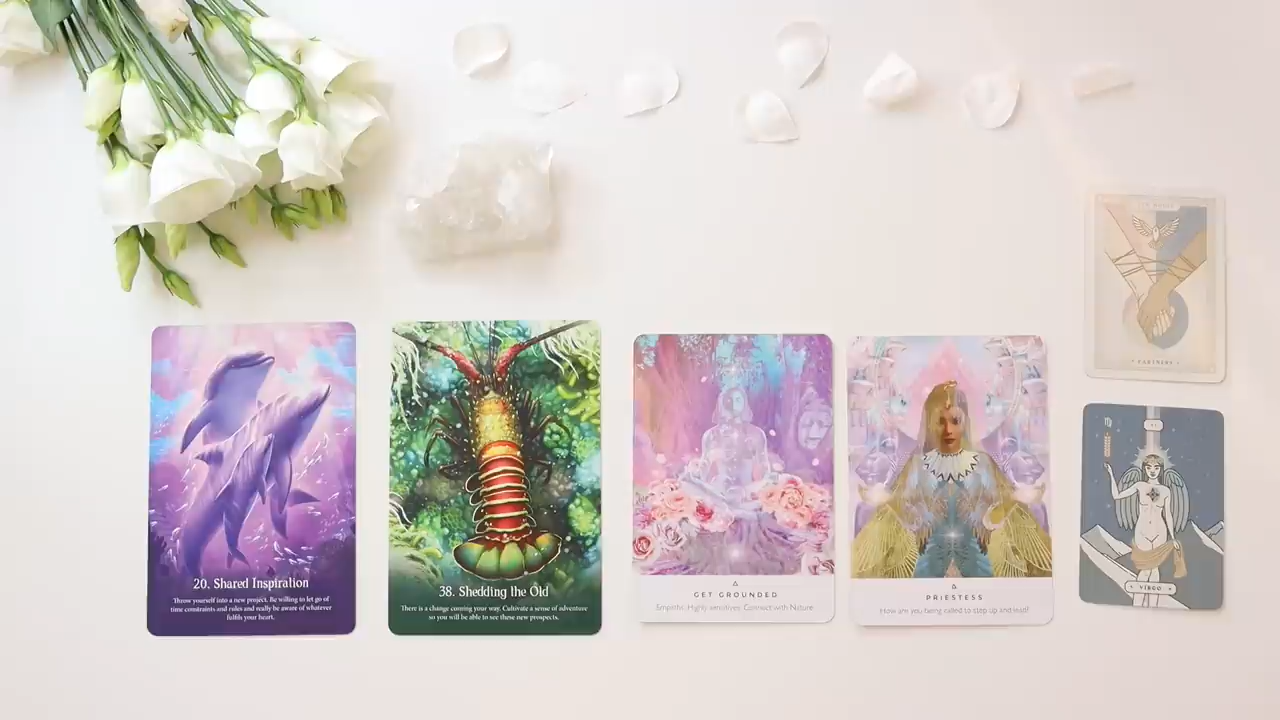 20. Shared Inspiration
Throw yourself into a new project. Be willing to let go of
time constraints and rules and really be aware of whatever
fulfils your heart.
38. Shedding the Old
There is a change coming your way. Cultivate a sense of adventure
so you will be able to see these new prospects.
GET GROUNDED
Empaths. Highly sensitives. Connect with Nature.
PRIESTESS
How are you being called to step up and lead?
PARTNERS
VI
VIRGO